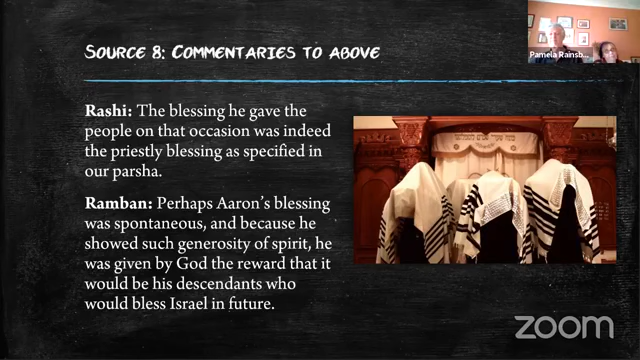 Source 8: Commentaries to above
Rashi: The blessing he gave the
people on that occasion was indeed
the priestly blessing as specified in
our parsha.
Ramban: Perhaps Aaron's blessing
was spontaneous, and because he
showed such generosity of spirit, he
was given by God the reward that it
would be his descendants who
would bless Israel in future.
Pamela Rainsb...
zoom